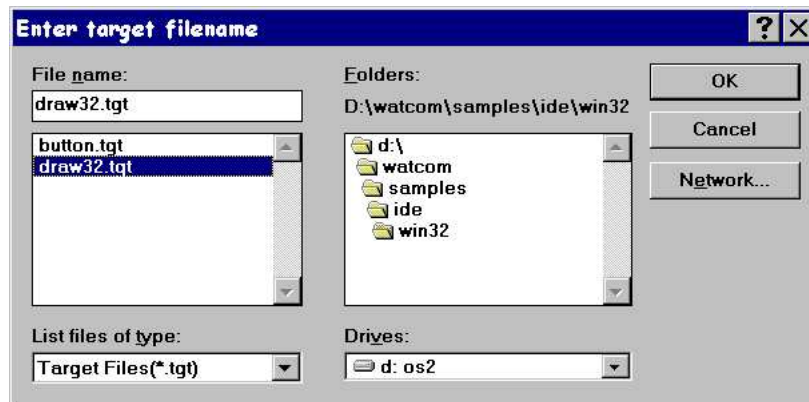 Enter target filename
File name:
draw32.tgt
button.tgt
draw32.tgt
List files of type:
Target Files(*.tgt)
Folders:
D:\watcom\samples\ide\win32
d:\
watcom
samples
ide
win32
Drives:
d: os2
OK
Cancel
Network...